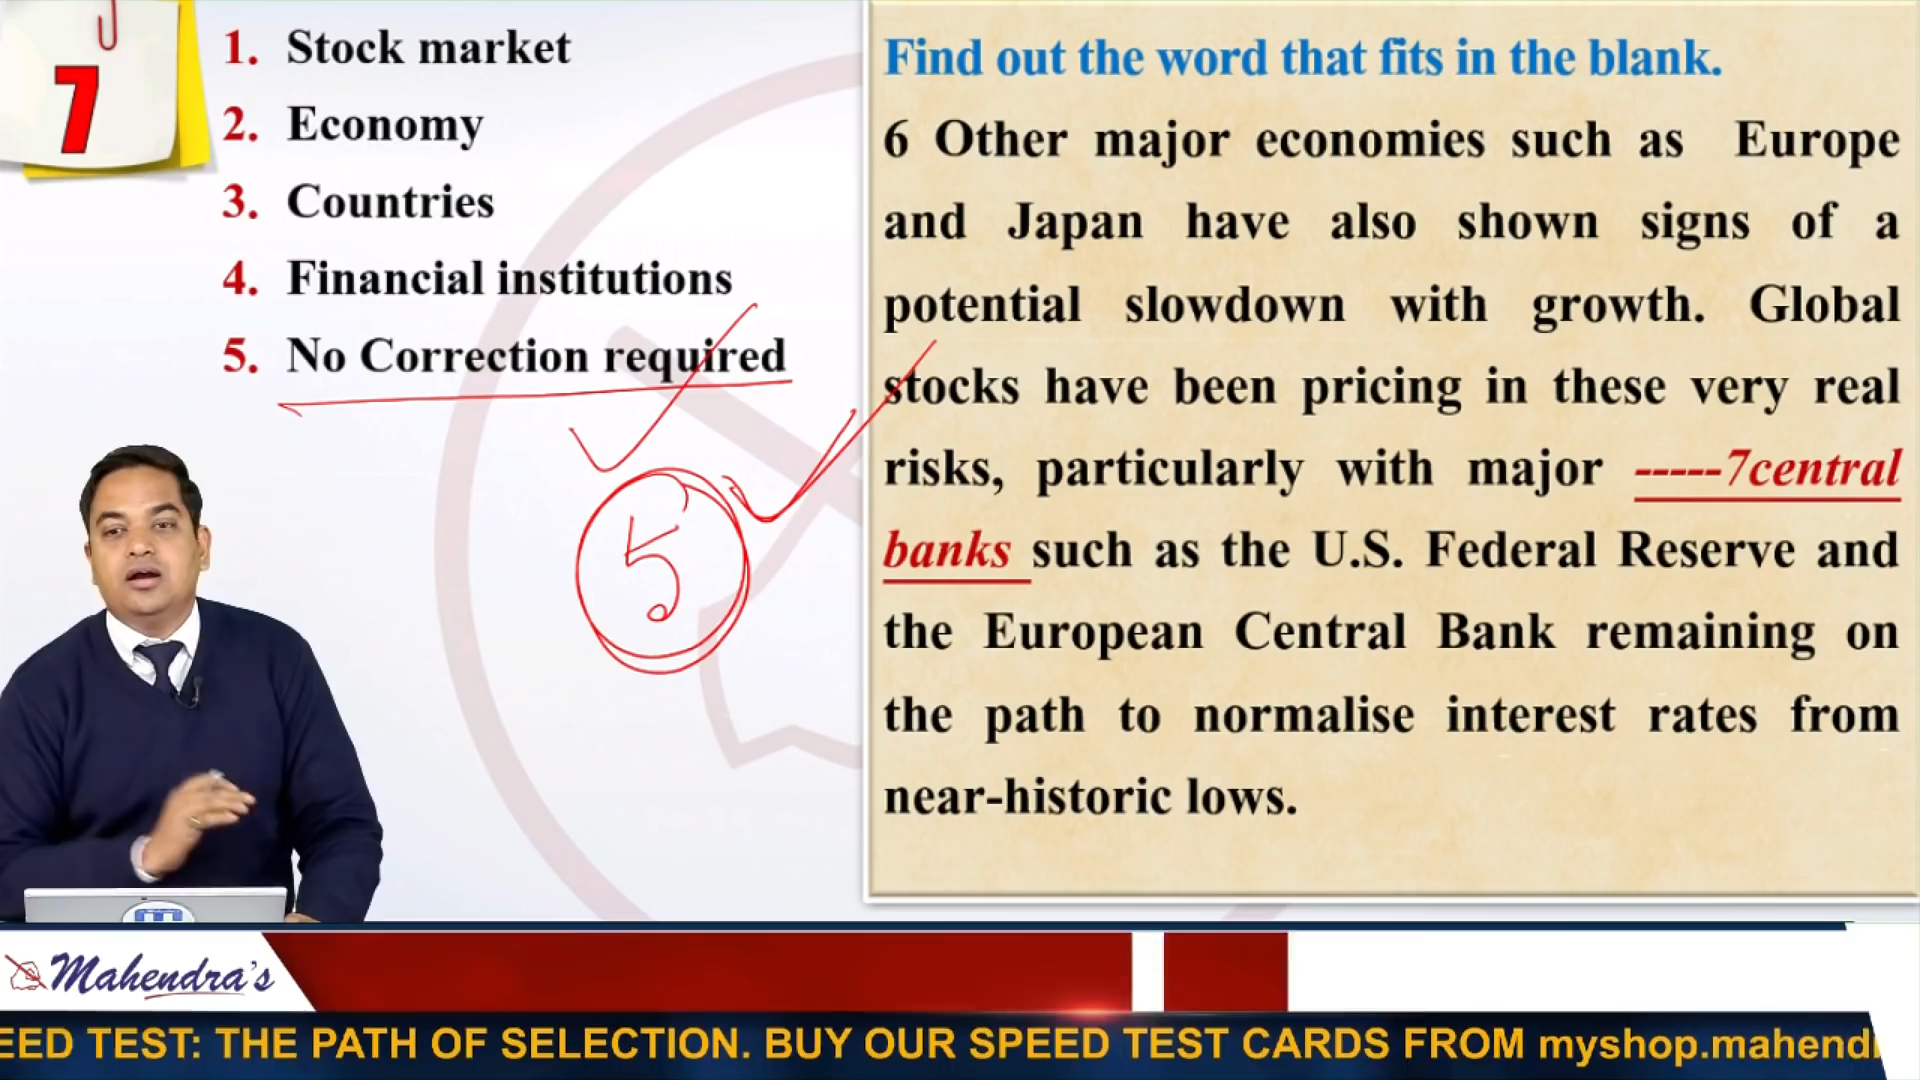 7
1. Stock market
2. Economy
3. Countries
4. Financial institutions
5. No Correction required
5
Find out the word that fits in the blank.
6 Other major economies such as Europe
and Japan have also shown signs of a
potential slowdown with growth. Global
stocks have been pricing in these very real
risks, particularly with major -----7central
banks such as the U.S. Federal Reserve and
the European Central Bank remaining on
the path to normalise interest rates from
near-historic lows.
Mahendra's
EED TEST: THE PATH OF SELECTION. BUY OUR SPEED TEST CARDS FROM myshop.mahend